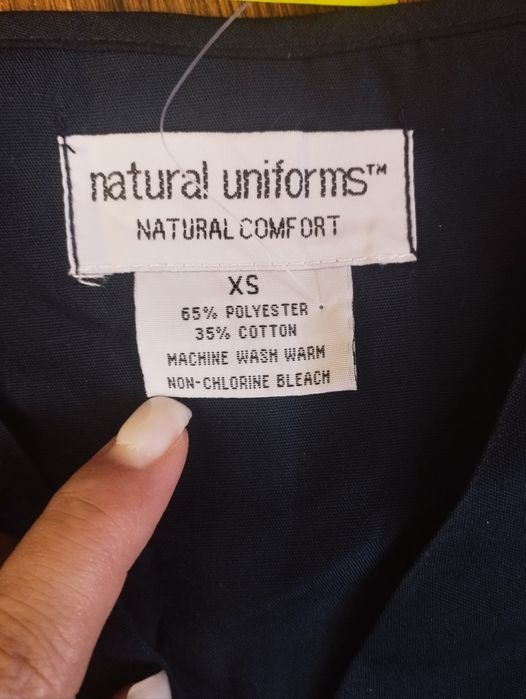 natural uniforms™
NATURAL COMFORT
XS
65% POLYESTER
35% COTTON
MACHINE WASH WARM
NON-CHLORINE BLEACH